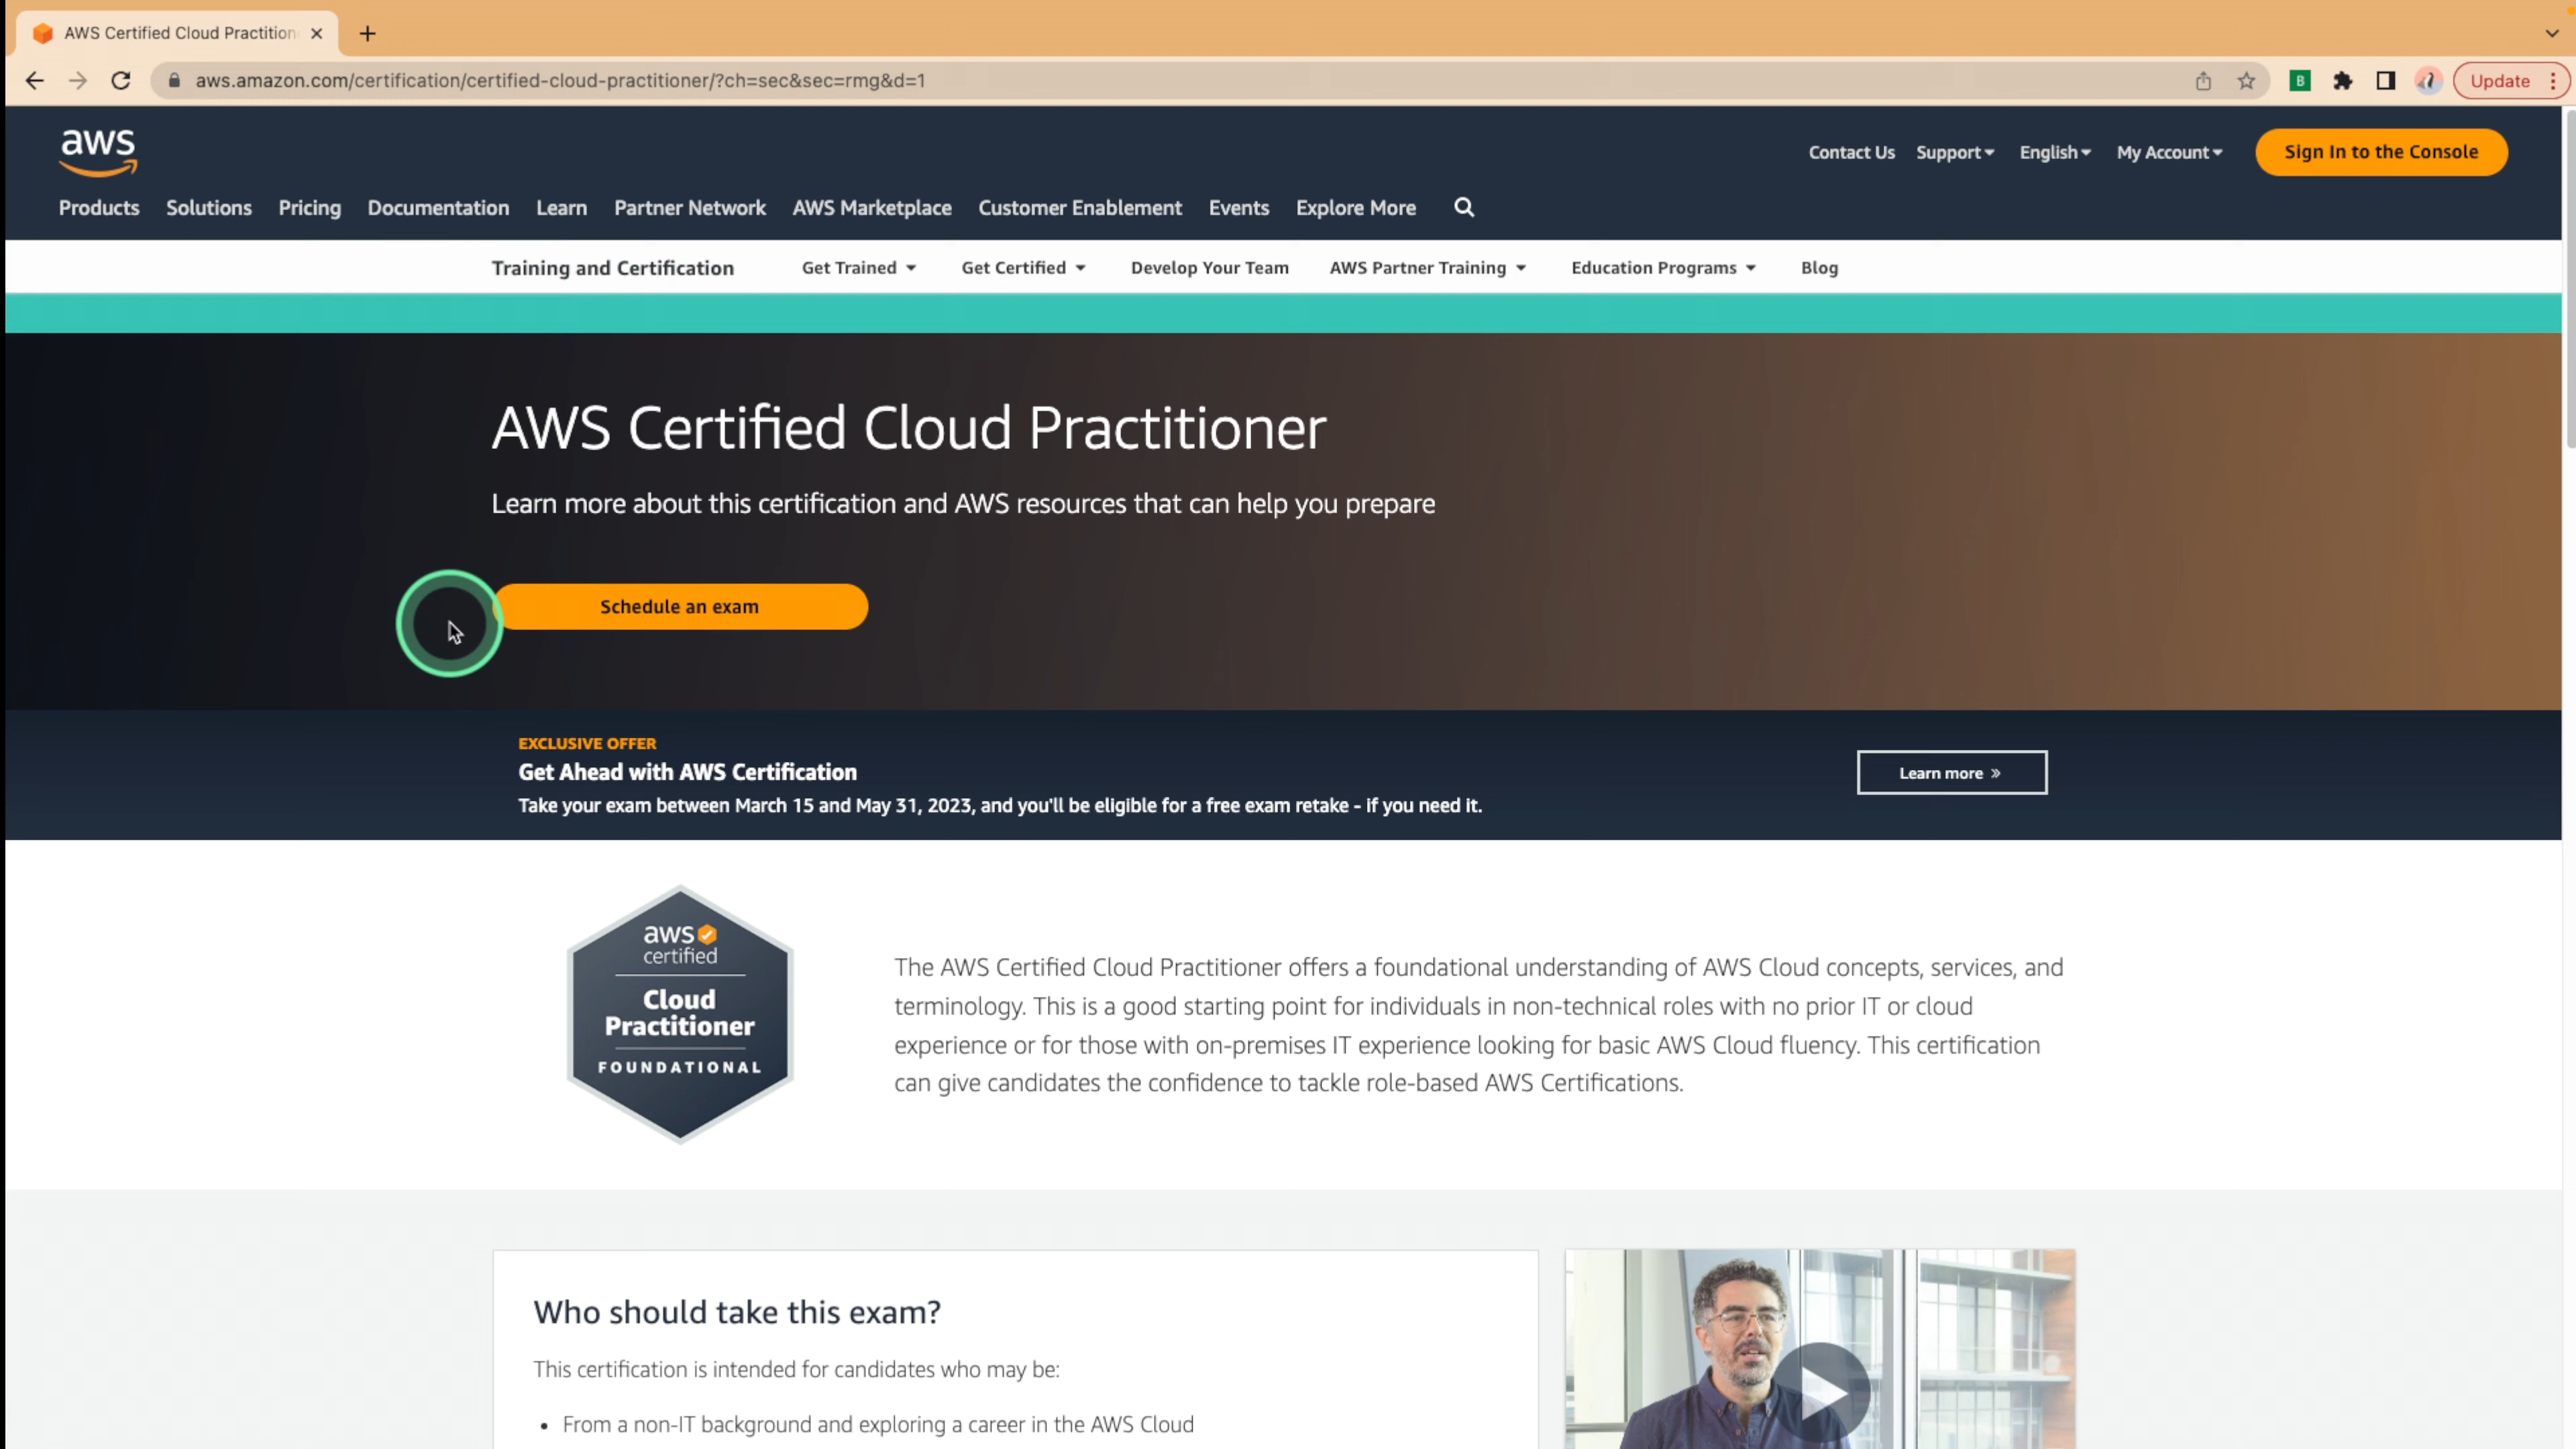 AWS Certified Cloud Practition
aws.amazon.com/certification/certified-cloud-practitioner/?ch=sec&sec=rmg&d=1
B
Update
aws
Contact Us
Support
English
My Account
Sign In to the Console
Products
Solutions
Pricing
Documentation
Learn
Partner Network
AWS Marketplace
Customer Enablement
Events
Explore More
Training and Certification
Get Trained
Get Certified
Develop Your Team
AWS Partner Training
Education Programs
Blog
AWS Certified Cloud Practitioner
Learn more about this certification and AWS resources that can help you prepare
Schedule an exam
EXCLUSIVE OFFER
Get Ahead with AWS Certification
Take your exam between March 15 and May 31, 2023, and you'll be eligible for a free exam retake - if you need it.
Learn more »
aws
certified
Cloud
Practitioner
FOUNDATIONAL
The AWS Certified Cloud Practitioner offers a foundational understanding of AWS Cloud concepts, services, and
terminology. This is a good starting point for individuals in non-technical roles with no prior IT or cloud
experience or for those with on-premises IT experience looking for basic AWS Cloud fluency. This certification
can give candidates the confidence to tackle role-based AWS Certifications.
Who should take this exam?
This certification is intended for candidates who may be:
• From a non-IT background and exploring a career in the AWS Cloud